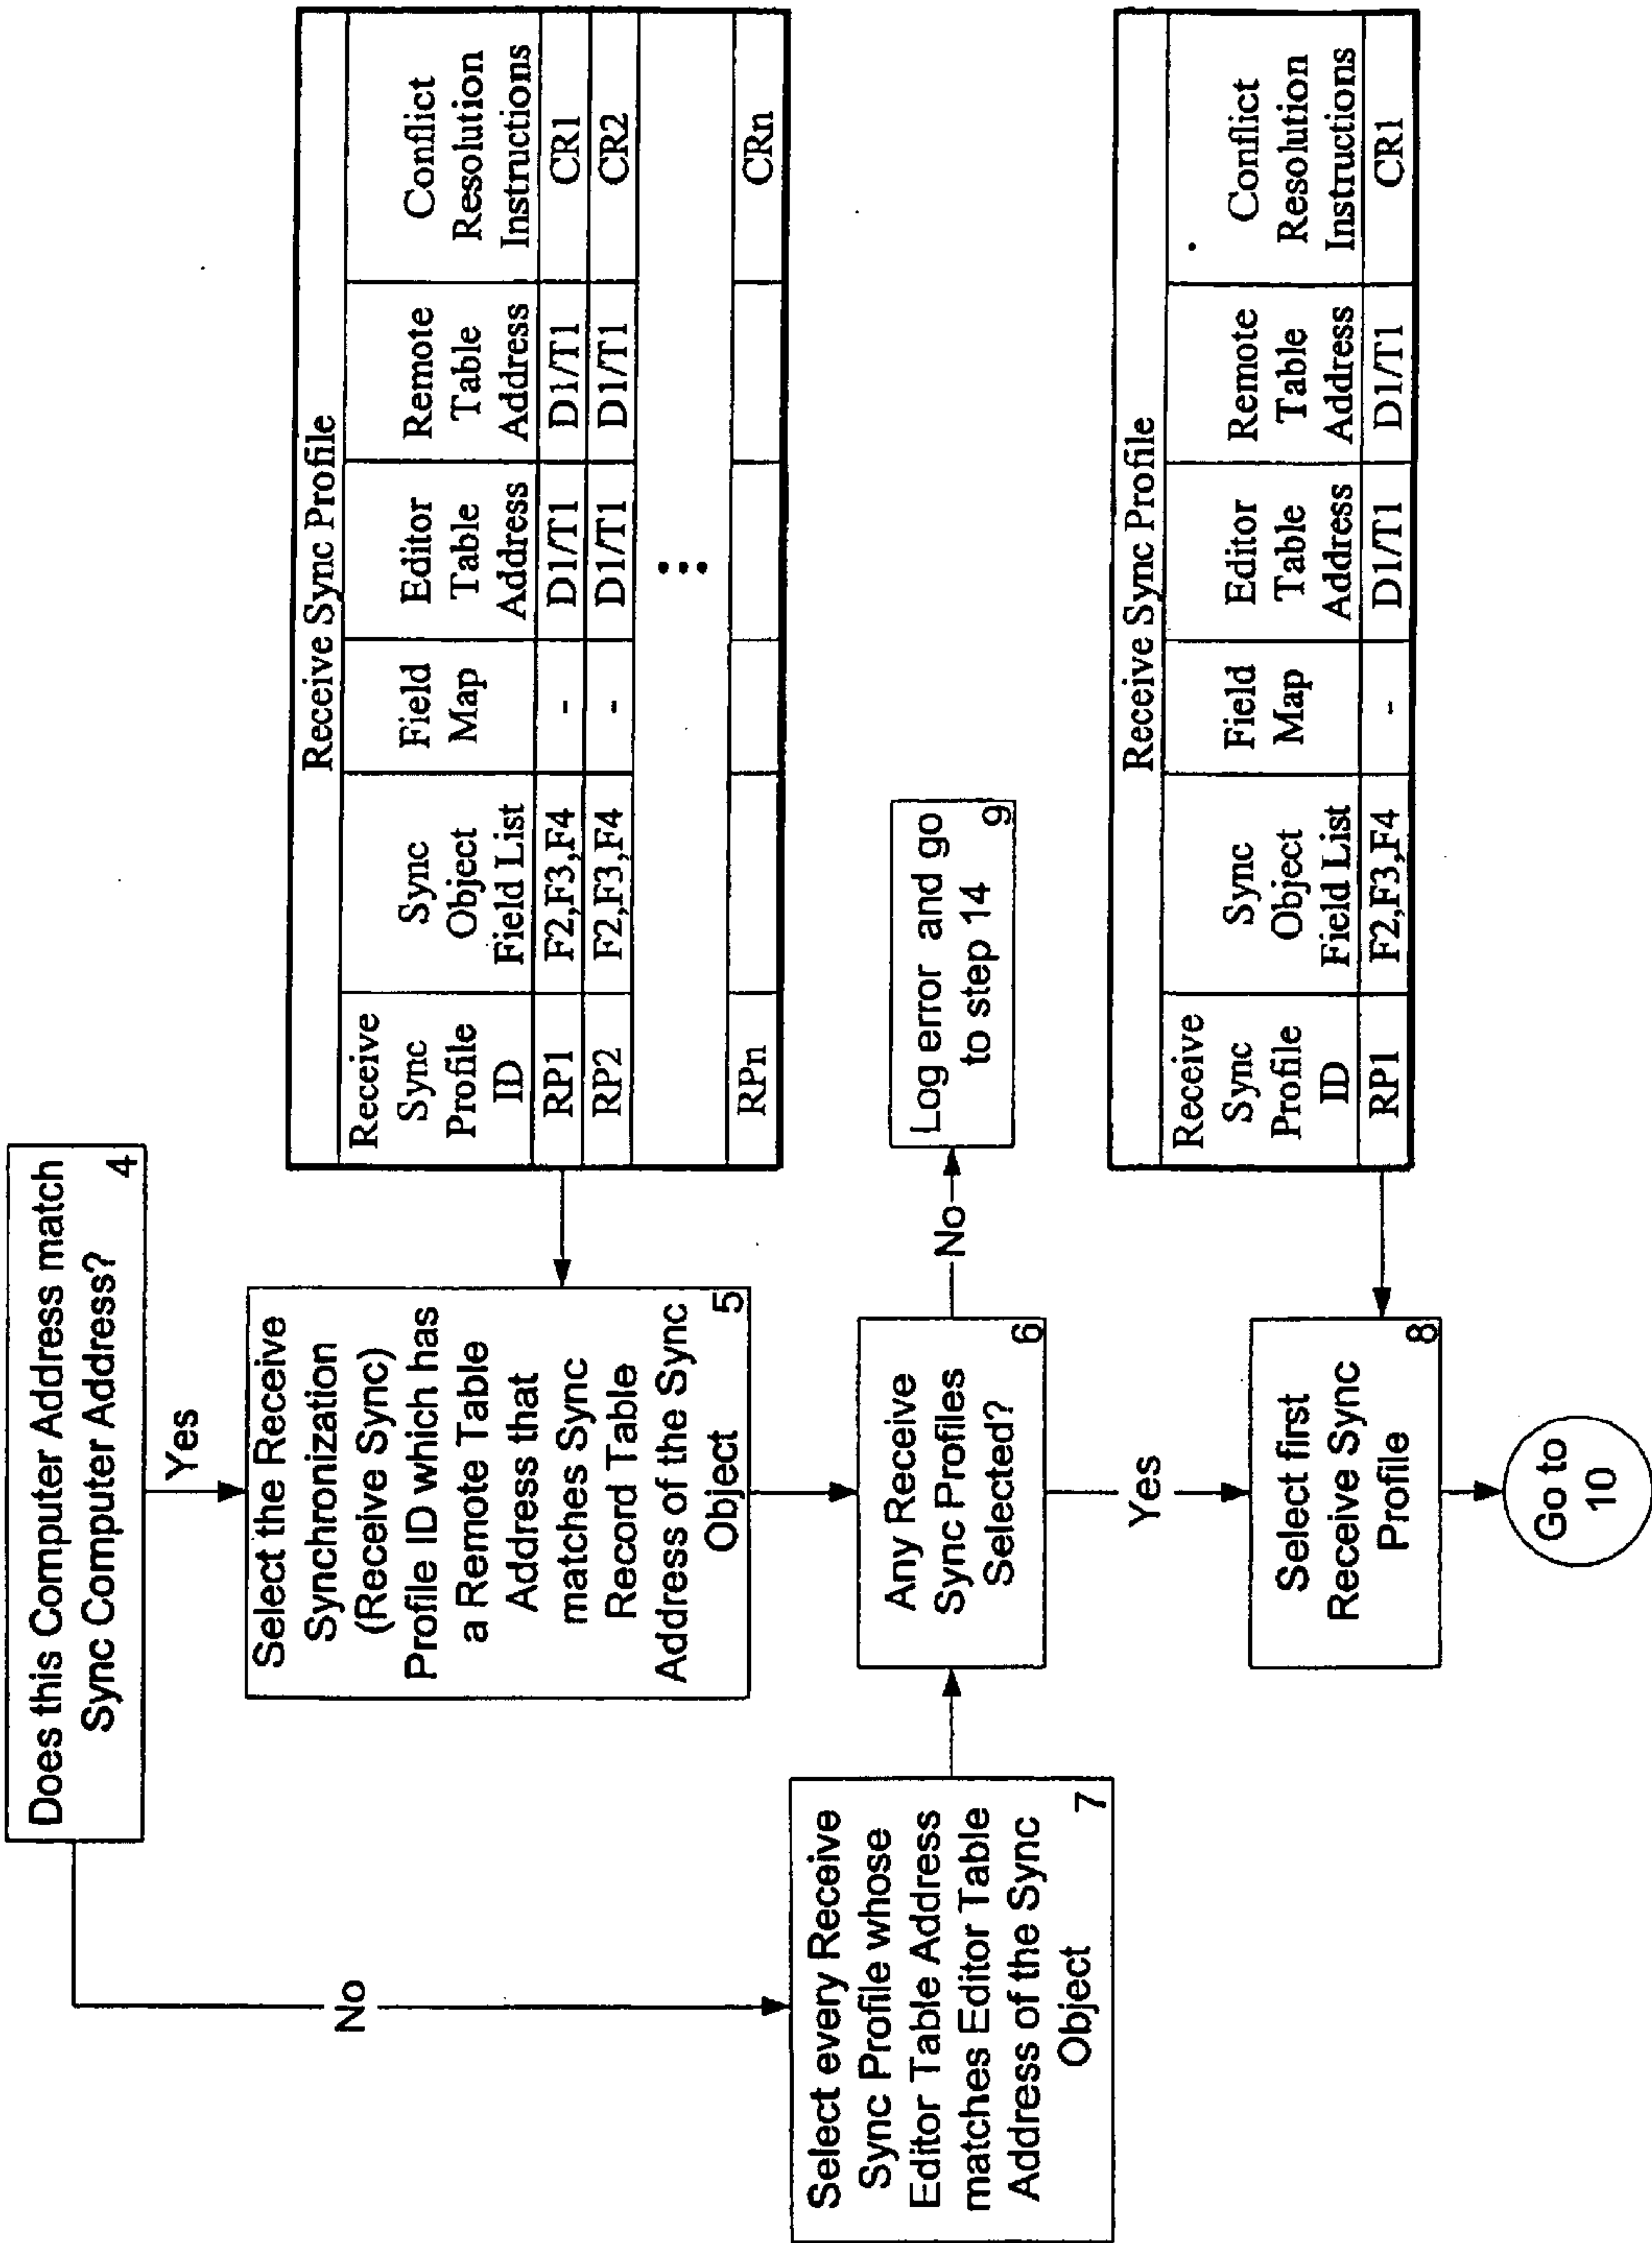 Does this Computer Address match
Sync Computer Address?
4
Yes
No
Select the Receive
Synchronization
(Receive Sync)
Profile ID which has
a Remote Table
Address that
matches Sync
Record Table
Address of the Sync
Object
5
Receive Sync Profile
Receive Sync Profile ID | Sync Object Field List | Field Map | Editor Table Address | Remote Table Address | Conflict Resolution Instructions
RP1 | F2,F3,F4 | - | D1/T1 | D1/T1 | CR1
RP2 | F2,F3,F4 | - | D1/T1 | D1/T1 | CR2
⋮
RPn | CRn
Select every Receive
Sync Profile whose
Editor Table Address
matches Editor Table
Address of the Sync
Object
7
Any Receive
Sync Profiles
Selected?
6
No
Log error and go
to step 14
9
Yes
Select first
Receive Sync
Profile
8
Receive Sync Profile
Receive Sync Profile ID | Sync Object Field List | Field Map | Editor Table Address | Remote Table Address | Conflict Resolution Instructions
RP1 | F2,F3,F4 | - | D1/T1 | D1/T1 | CR1
Go to
10